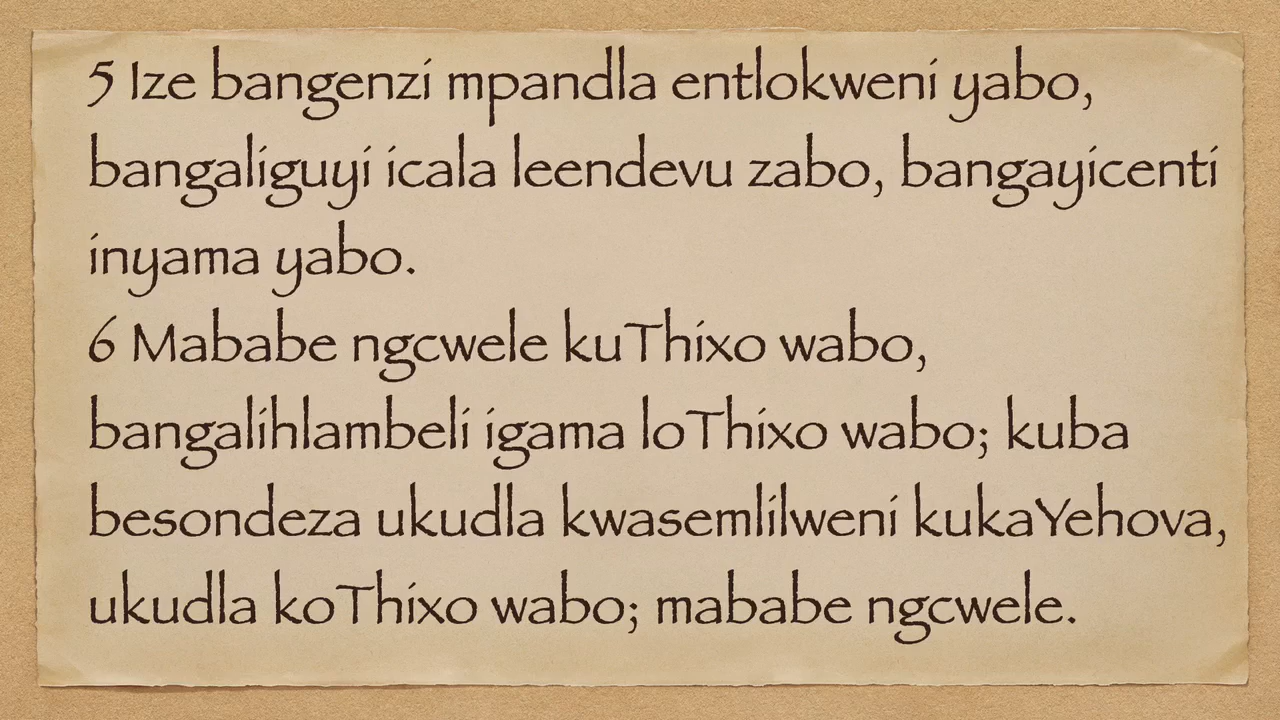 5 Ize bangenzi mpandla entlokweni yabo,
bangaliguyi icala leendevu zabo, bangayicenti
inyama yabo.
6 Mababe ngcwele kuThixo wabo,
bangalihlambeli igama loThixo wabo; kuba
besondeza ukudla kwasemlilweni kukaYehova,
ukudla koThixo wabo; mababe ngcwele.